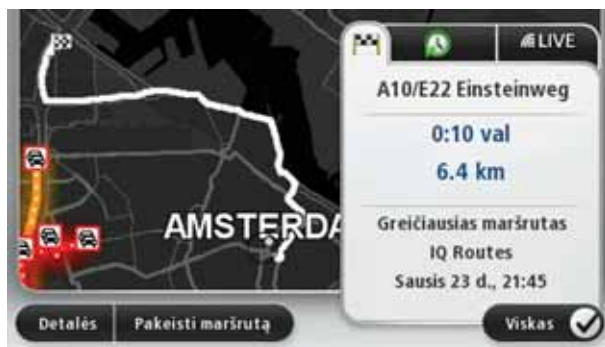 LIVE
A10/E22 Einsteinweg
0:10 val
6.4 km
AMSTERDA
Greičiausias maršrutas
IQ Routes
Sausis 23 d., 21:45
Detalės
Pakeisti maršrutą
Viskas